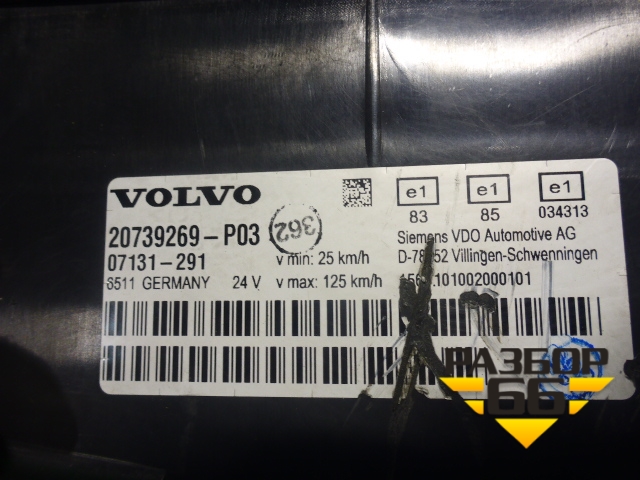 VOLVO
20739269-P03
362
07131-291
v min: 25 km/h
6511 GERMANY 24 V v max: 125 km/h
e1 e1 e1
83 85 034313
Siemens VDO Automotive AG
Villingen-Schwenningen
РАЗБОР
66